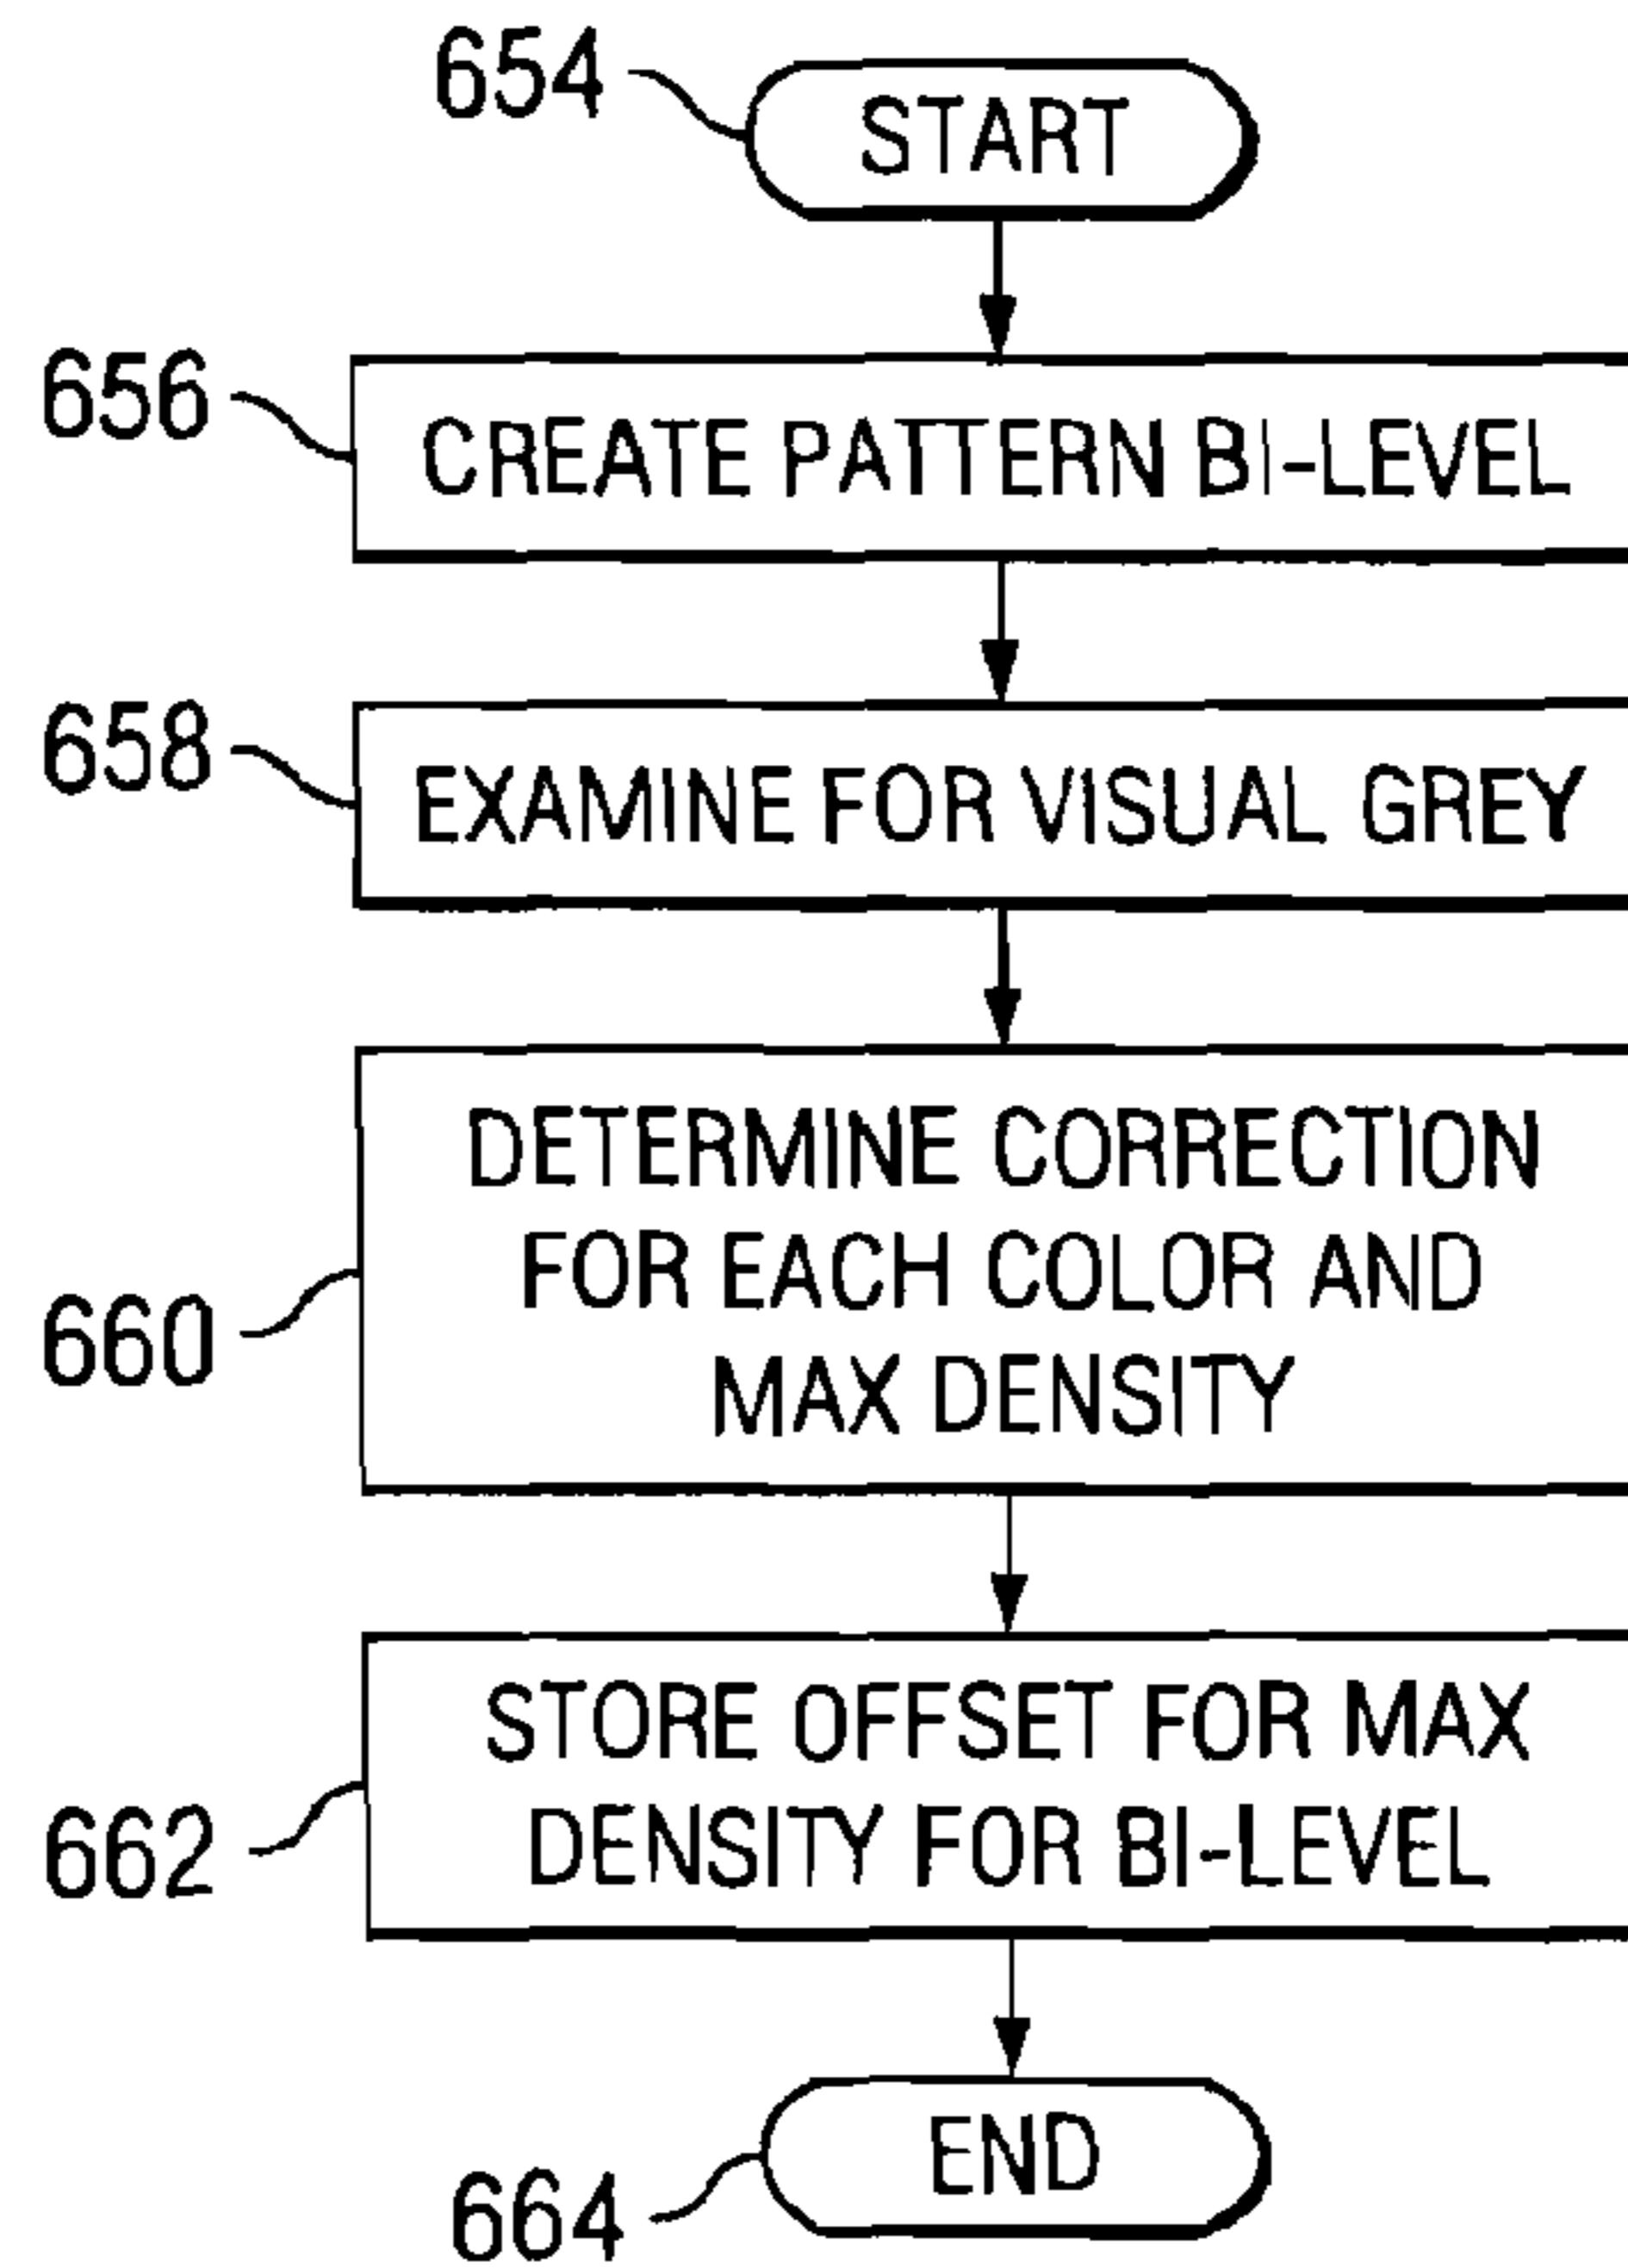 654
START
656
CREATE PATTERN BI-LEVEL
658
EXAMINE FOR VISUAL GREY
DETERMINE CORRECTION
FOR EACH COLOR AND
660
MAX DENSITY
STORE OFFSET FOR MAX
662
DENSITY FOR BI-LEVEL
END
664